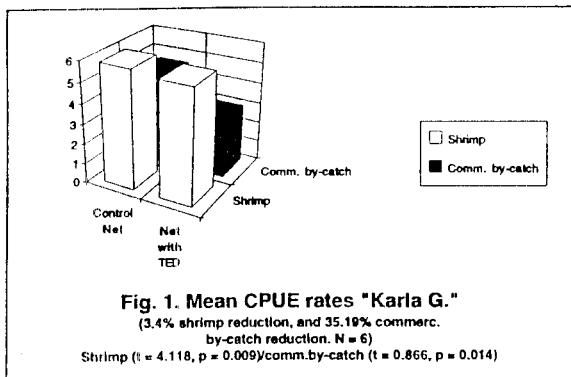 6
5
4
3
2
1
0
Control
Net
Net
with
TED
Shrimp
Comm. by-catch
Shrimp
Comm. by-catch
Fig. 1. Mean CPUE rates "Karla G."
(3.4% shrimp reduction, and 35.19% commerc.
by-catch reduction. N = 6)
Shrimp (t = 4.118, p = 0.009)/comm.by-catch (t = 0.866, p = 0.014)